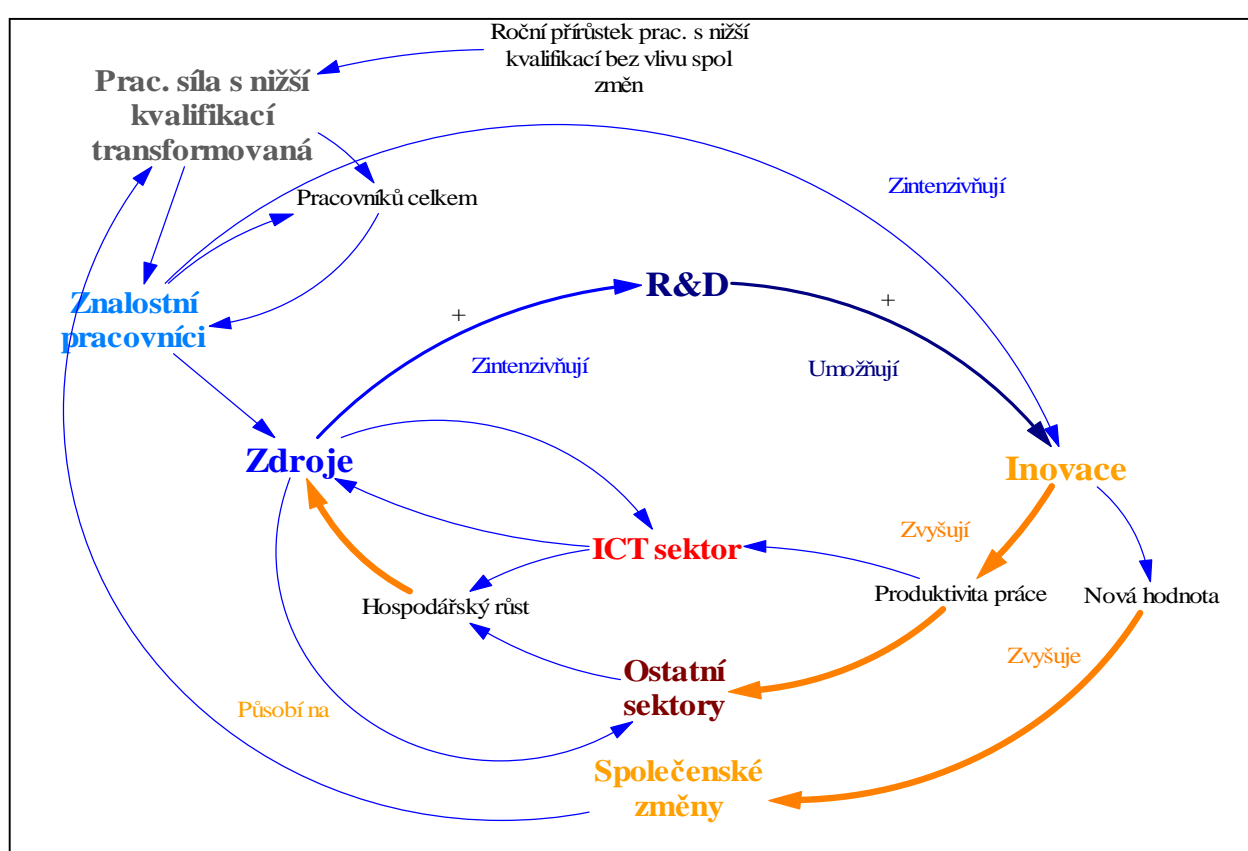 Roční přírůstek prac. s nižší
kvalifikací bez vlivu spol
změn
Prac. síla s nižší
kvalifikací
transformovaná
Zintenzivňují
Pracovníků celkem
R&D
Znalostní
pracovníci
+
+
Zintenzivňují
Umožňují
Zdroje
Inovace
Zvyšují
ICT sektor
Produktivita práce
Nová hodnota
Hospodářský růst
Zvyšuje
Ostatní
sektory
Působí na
Společenské
změny